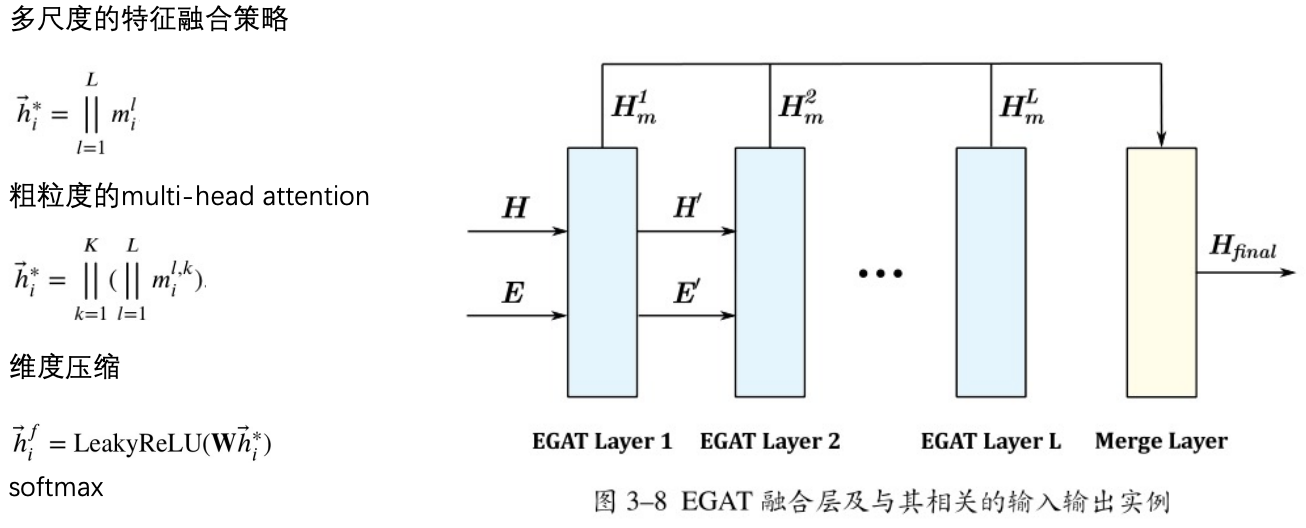 多尺度的特征融合策略
$\vec{h}_i^* = \big\Vert_{l=1}^{L} m_i^l$
粗粒度的multi-head attention
$\vec{h}_i^* = \big\Vert_{k=1}^{K} ( \big\Vert_{l=1}^{L} m_i^{l,k} ).$
维度压缩
$\vec{h}_i^f = \text{LeakyReLU}(\mathbf{W}\vec{h}_i^*)$
softmax
$H_m^1$ $H_m^2$ $H_m^L$
H H'
$H_{final}$
E E'
EGAT Layer 1 EGAT Layer 2 EGAT Layer L Merge Layer
图 3–8 EGAT 融合层及与其相关的输入输出实例